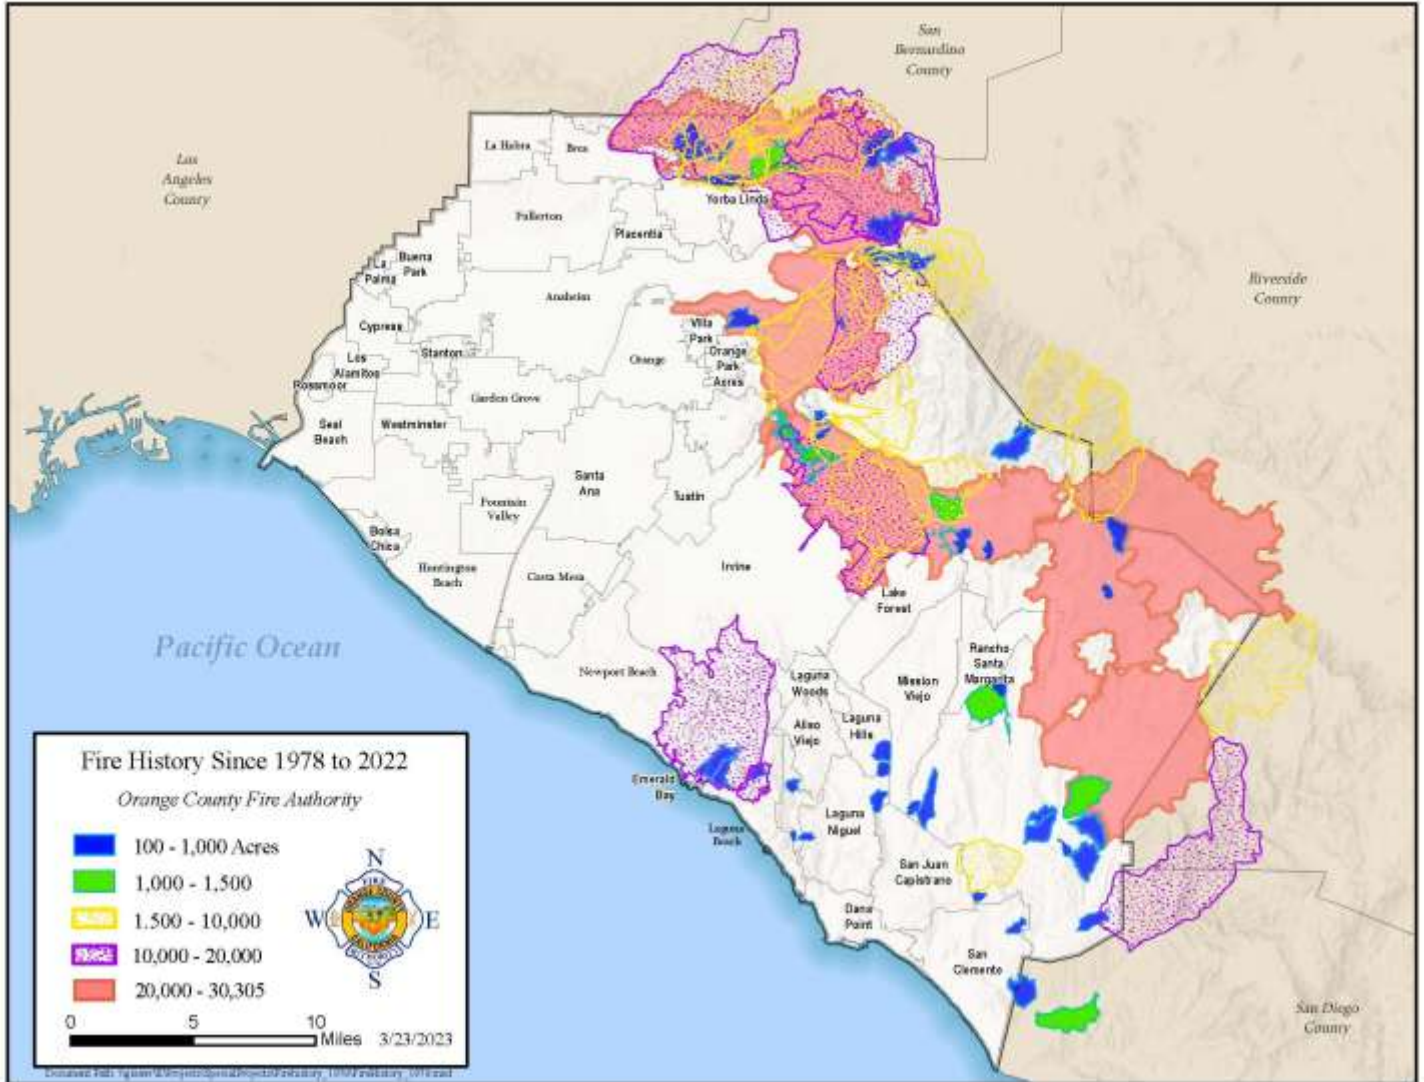 San
Bernardino
County
Los
Angeles
County
La Habra
Brea
Yorba Linda
Fullerton
Placentia
Buena
Park
La
Palma
Anaheim
Riverside
County
Cypress
Villa
Park
Stanton
Orange
Orange
Park
Acres
Los
Alamitos
Rossmoor
Garden Grove
Seal
Beach
Westminster
Santa
Ana
Tustin
Fountain
Valley
Bolsa
Chica
Huntington
Beach
Costa Mesa
Irvine
Lake
Forest
Pacific Ocean
Newport Beach
Laguna
Woods
Mission
Viejo
Rancho
Santa
Margarita
Aliso
Viejo
Laguna
Hills
Emerald
Bay
Laguna
Beach
Laguna
Niguel
San Juan
Capistrano
Dana
Point
San
Clemente
San Diego
County
Fire History Since 1978 to 2022
Orange County Fire Authority
100 - 1,000 Acres
1,000 - 1,500
1.500 - 10,000
10,000 - 20,000
20,000 - 30,305
N
W
E
S
FIRE
ORANGE COUNTY
CALIFORNIA
AUTHORITY
0 5 10
Miles 3/23/2023